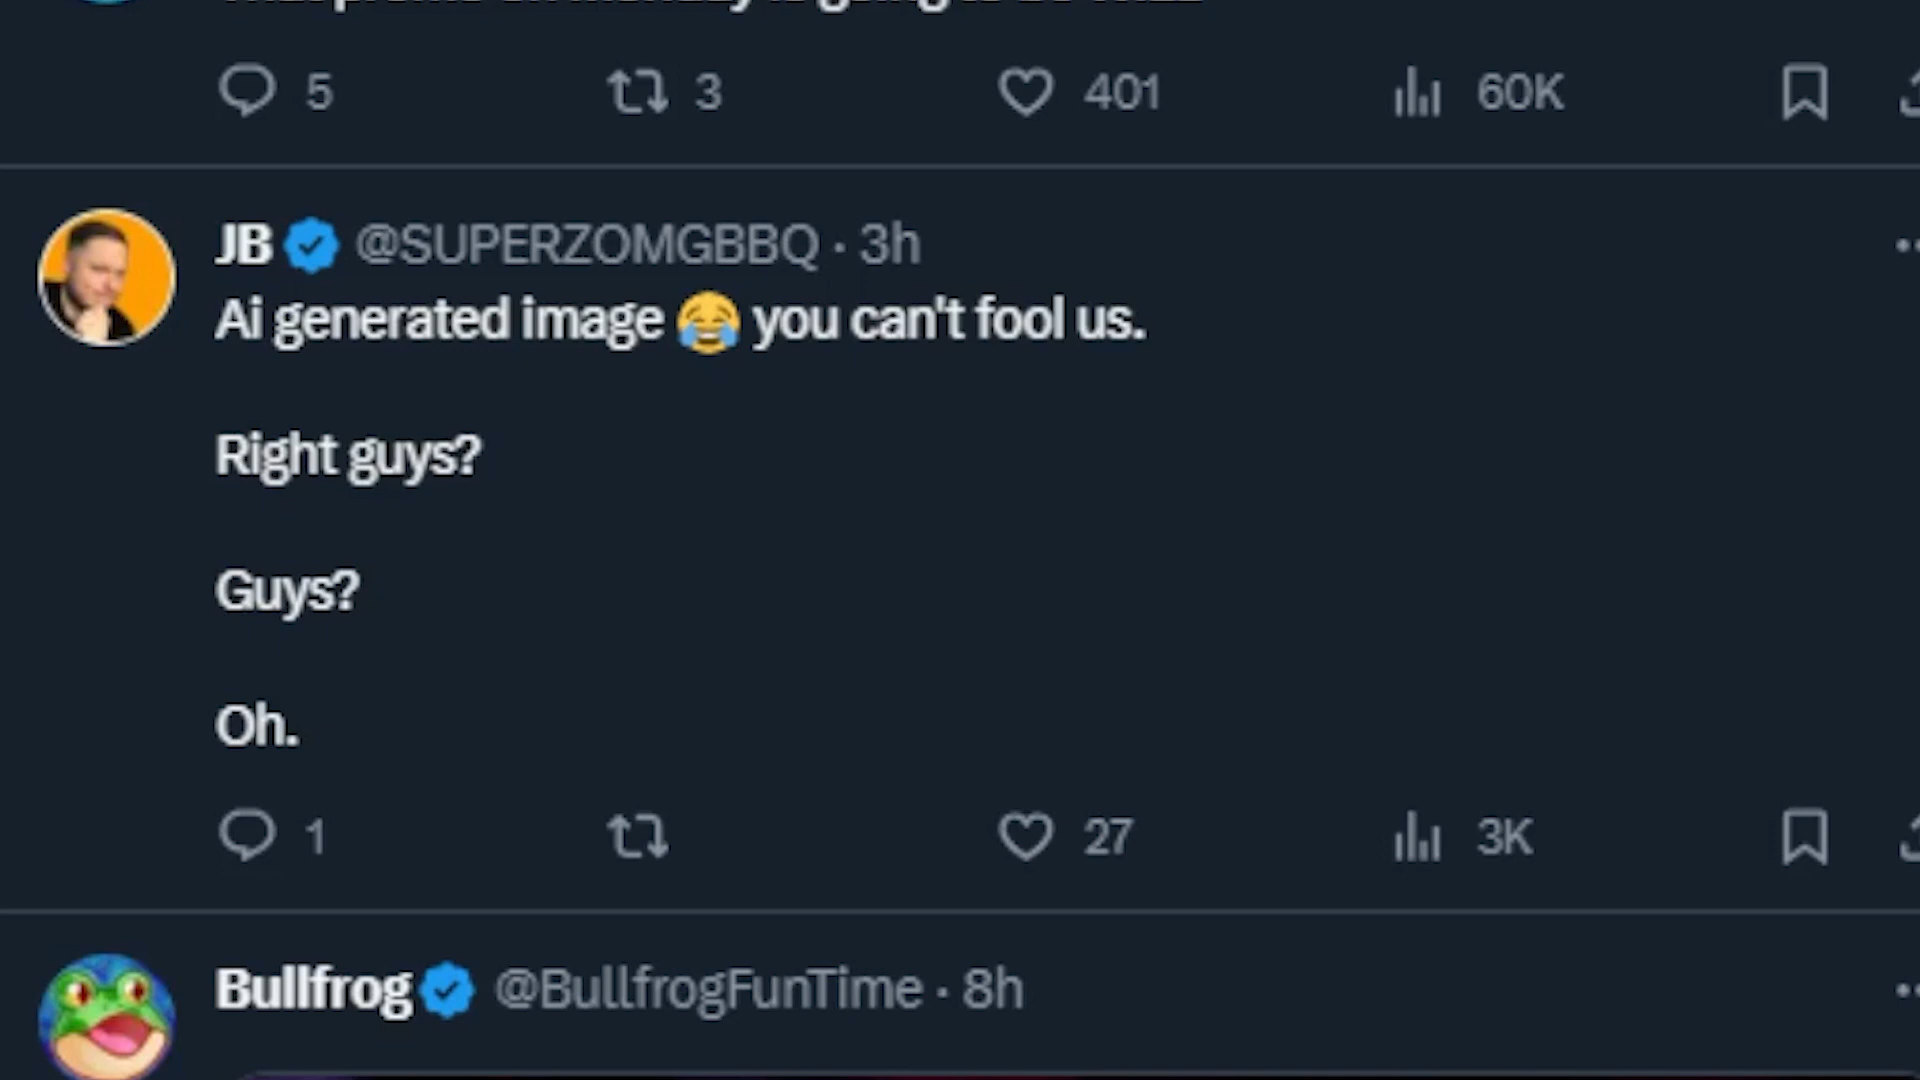 5 3 401 60K
JB @SUPERZOMGBBQ · 3h
Ai generated image 😂 you can't fool us.
Right guys?
Guys?
Oh.
1 27 3K
Bullfrog @BullfrogFunTime · 8h